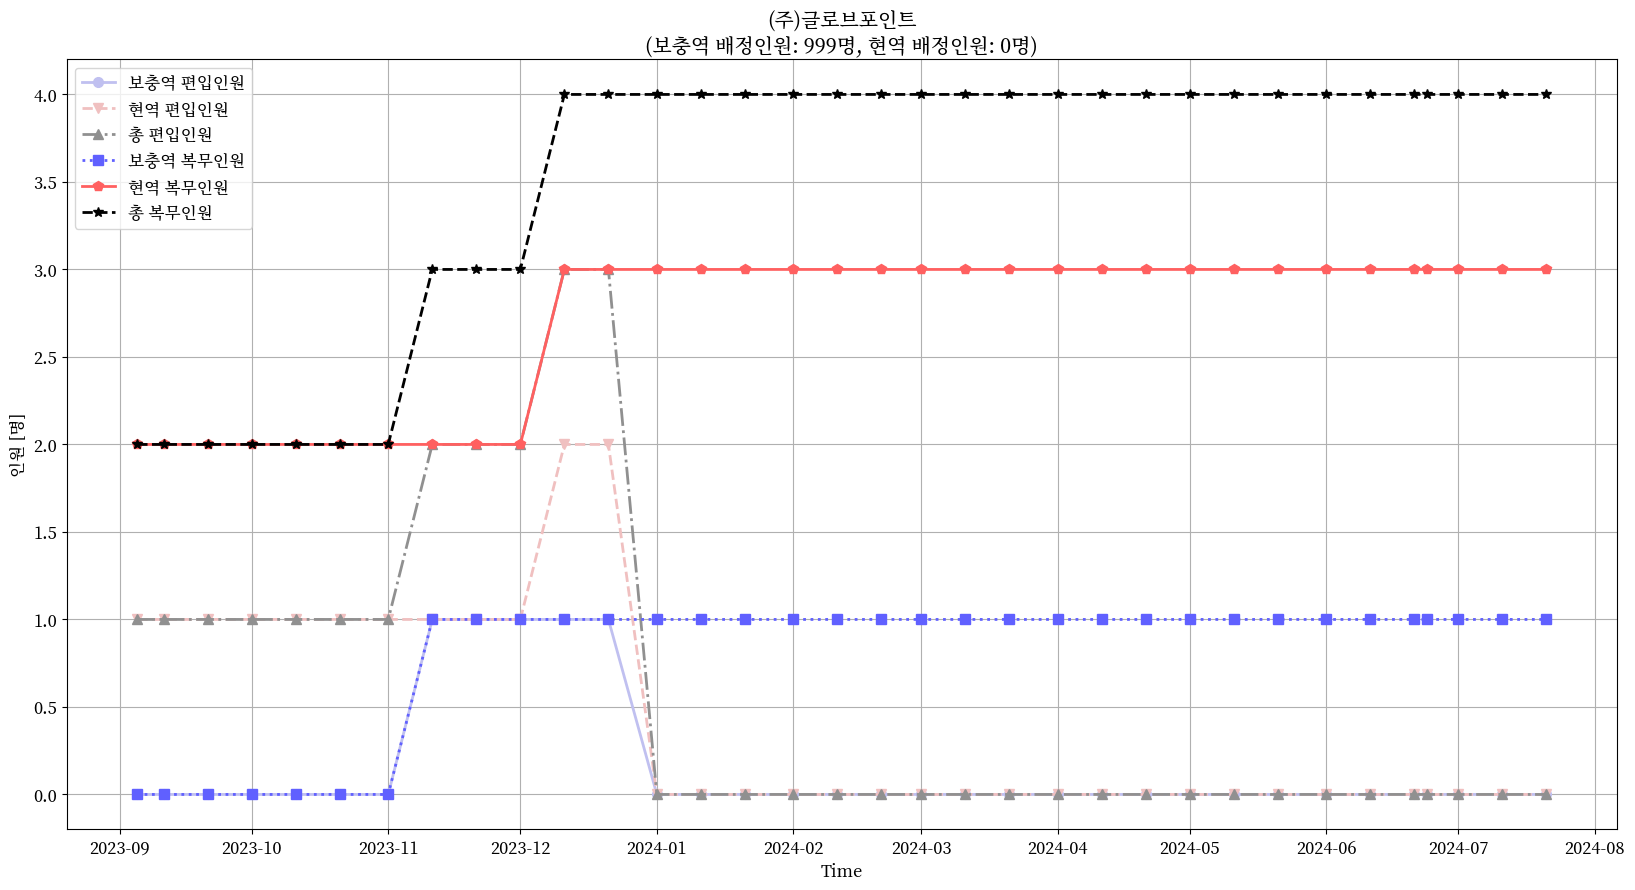 (주)글로브포인트
(보충역 배정인원: 999명, 현역 배정인원: 0명)
보충역 편입인원
현역 편입인원
총 편입인원
보충역 복무인원
현역 복무인원
총 복무인원
4.0
3.5
3.0
2.5
2.0
1.5
1.0
0.5
0.0
인원 [명]
2023-09 2023-10 2023-11 2023-12 2024-01 2024-02 2024-03 2024-04 2024-05 2024-06 2024-07 2024-08
Time